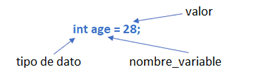 valor
int age = 28;
tipo de dato
nombre_variable